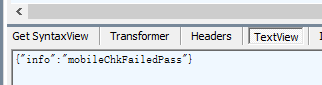 Get SyntaxView Transformer Headers TextView
{"info":"mobileChkFailedPass"}